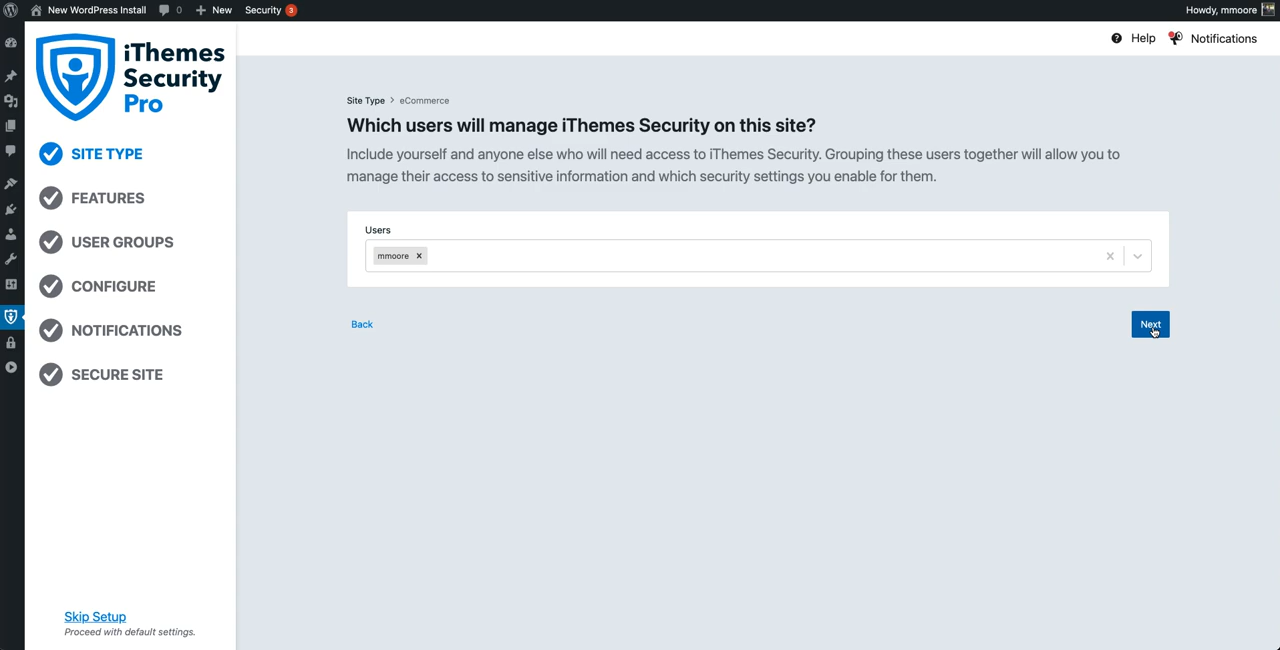 New WordPress Install
0
New
Security 3
Howdy, mmoore
iThemes
Security
Pro
Help
Notifications
SITE TYPE
FEATURES
USER GROUPS
CONFIGURE
NOTIFICATIONS
SECURE SITE
Skip Setup
Proceed with default settings.
Site Type > eCommerce
Which users will manage iThemes Security on this site?
Include yourself and anyone else who will need access to iThemes Security. Grouping these users together will allow you to
manage their access to sensitive information and which security settings you enable for them.
Users
mmoore
Back
Next